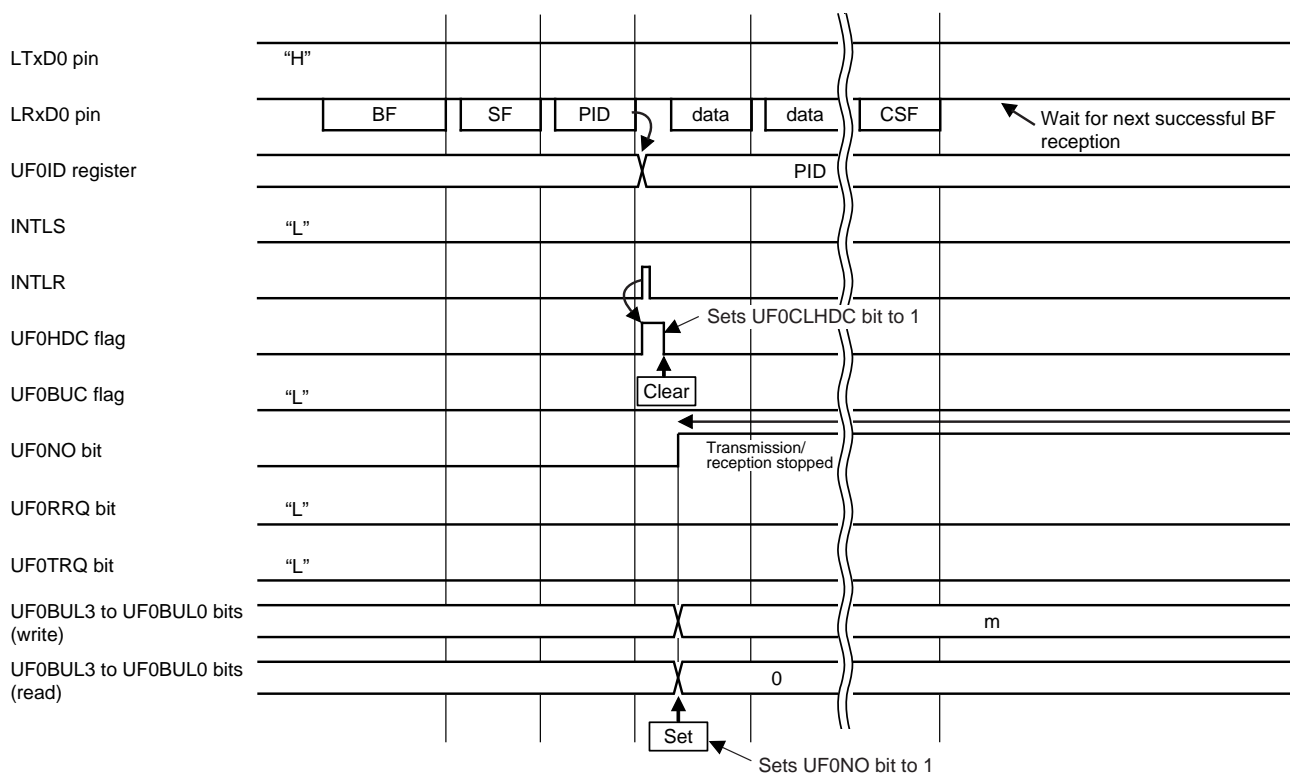 LTxD0 pin
“H”
LRxD0 pin
BF
SF
PID
data
data
CSF
Wait for next successful BF
reception
UF0ID register
PID
INTLS
“L”
INTLR
Sets UF0CLHDC bit to 1
UF0HDC flag
Clear
UF0BUC flag
“L”
UF0NO bit
Transmission/
reception stopped
UF0RRQ bit
“L”
UF0TRQ bit
“L”
UF0BUL3 to UF0BUL0 bits
(write)
m
UF0BUL3 to UF0BUL0 bits
(read)
0
Set
Sets UF0NO bit to 1